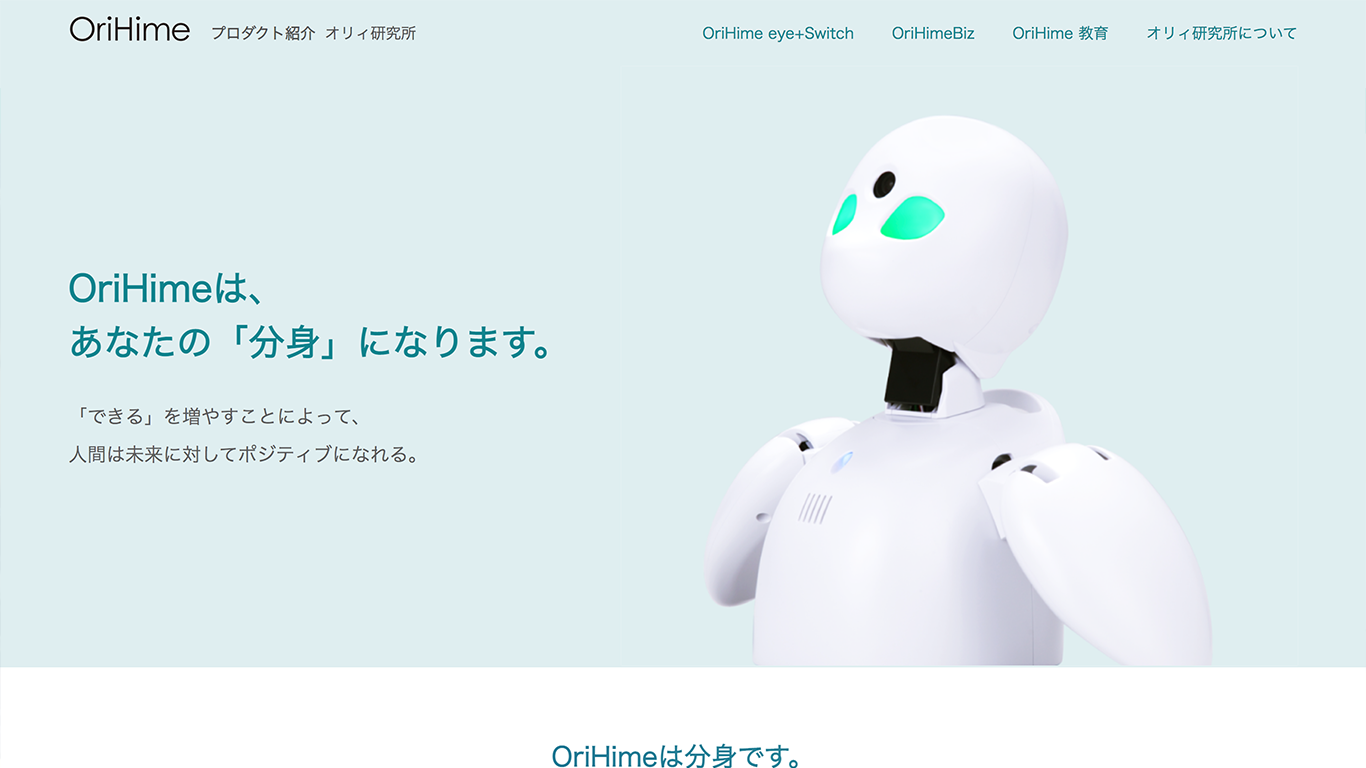 OriHime プロダクト紹介 オリィ研究所
OriHime eye+Switch OriHimeBiz OriHime 教育 オリィ研究所について
OriHimeは、
あなたの「分身」になります。
「できる」を増やすことによって、
人間は未来に対してポジティブになれる。
OriHimeは分身です。